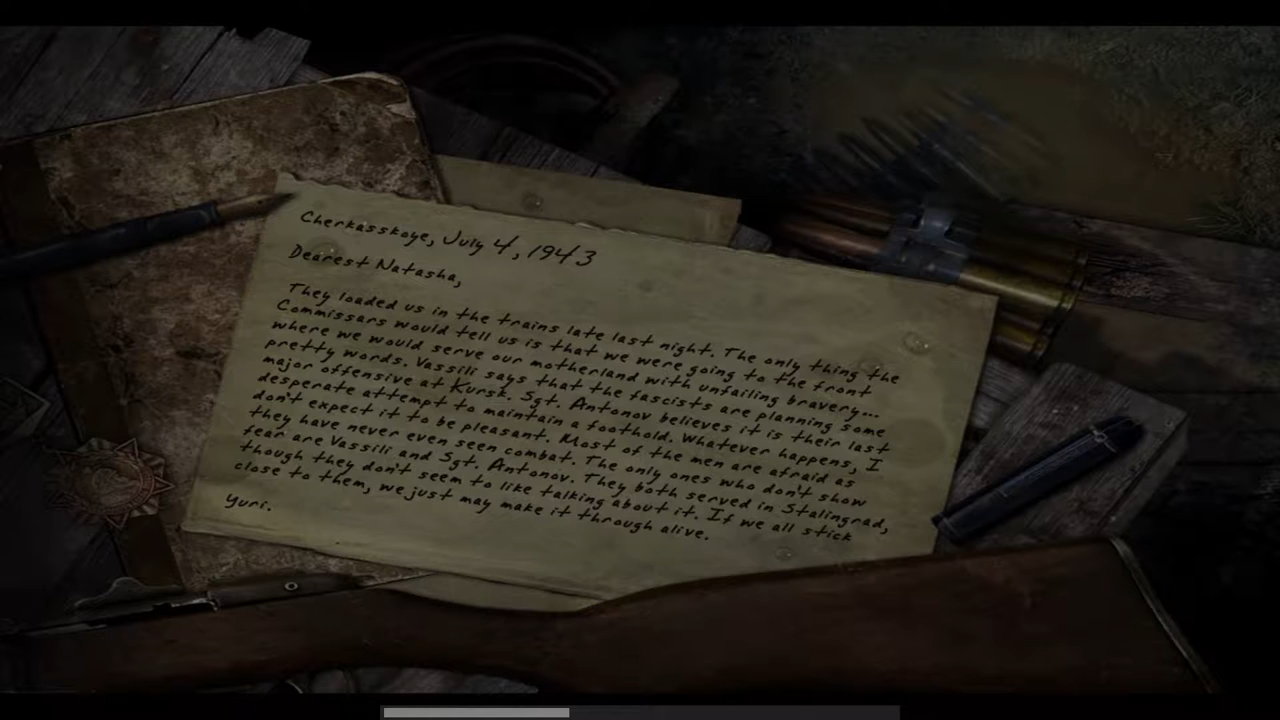 Cherkasskoye, July 4, 1943
Dearest Natasha,
They loaded us in the trains late last night. The only thing the
Commissars would tell us is that we were going to the front
where we would serve our motherland with unfailing bravery...
pretty words. Vassili says that the fascists are planning some
major offensive at Kursk. Sgt. Antonov believes it is their last
desperate attempt to maintain a foothold. Whatever happens, I
don't expect it to be pleasant. Most of the men are afraid as
they have never even seen combat. The only ones who don't show
fear are Vassili and Sgt. Antonov. They both served in Stalingrad,
though they don't seem to like talking about it. If we all stick
close to them, we just may make it through alive.
Yuri.